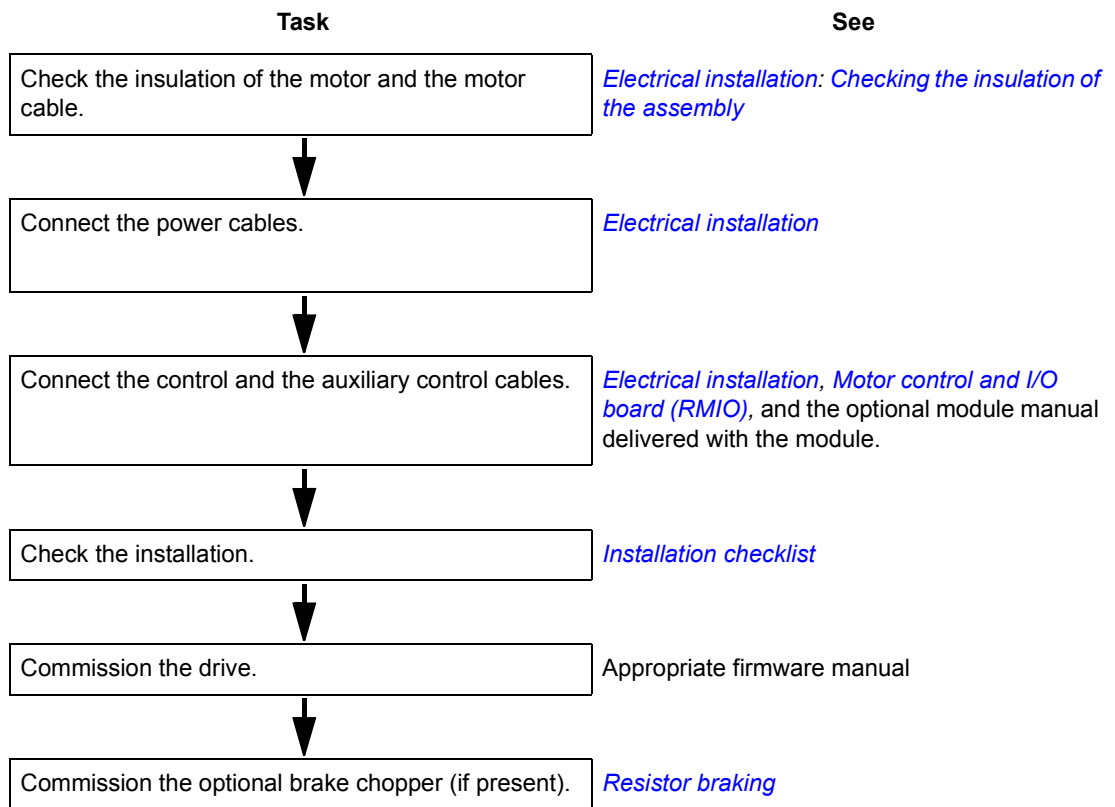 Task
See
Check the insulation of the motor and the motor
cable.
Electrical installation: Checking the insulation of
the assembly
Connect the power cables.
Electrical installation
Connect the control and the auxiliary control cables.
Electrical installation, Motor control and I/O
board (RMIO), and the optional module manual
delivered with the module.
Check the installation.
Installation checklist
Commission the drive.
Appropriate firmware manual
Commission the optional brake chopper (if present).
Resistor braking